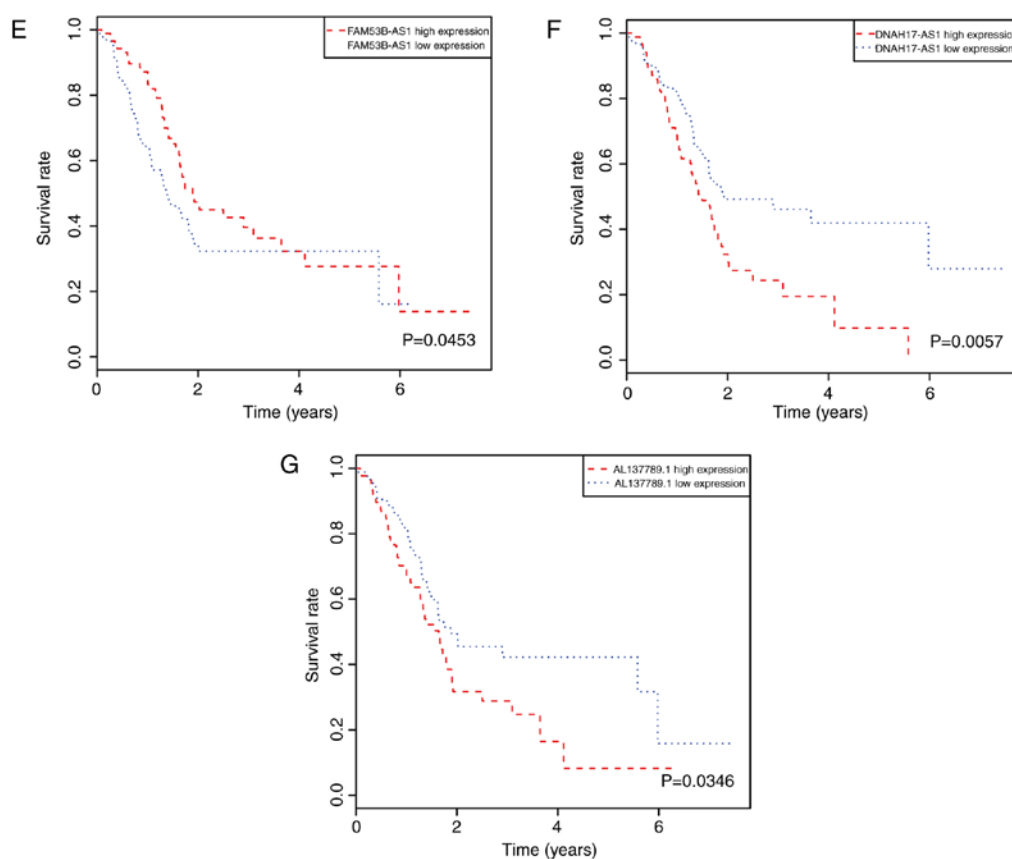 E
FAM53B-AS1 high expression
FAM53B-AS1 low expression
Survival rate
1.0
0.8
0.6
0.4
0.2
0.0
P=0.0453
0 2 4 6
Time (years)
F
DNAH17-AS1 high expression
DNAH17-AS1 low expression
Survival rate
1.0
0.8
0.6
0.4
0.2
0.0
P=0.0057
0 2 4 6
Time (years)
G
AL137789.1 high expression
AL137789.1 low expression
Survival rate
1.0
0.8
0.6
0.4
0.2
0.0
P=0.0346
0 2 4 6
Time (years)